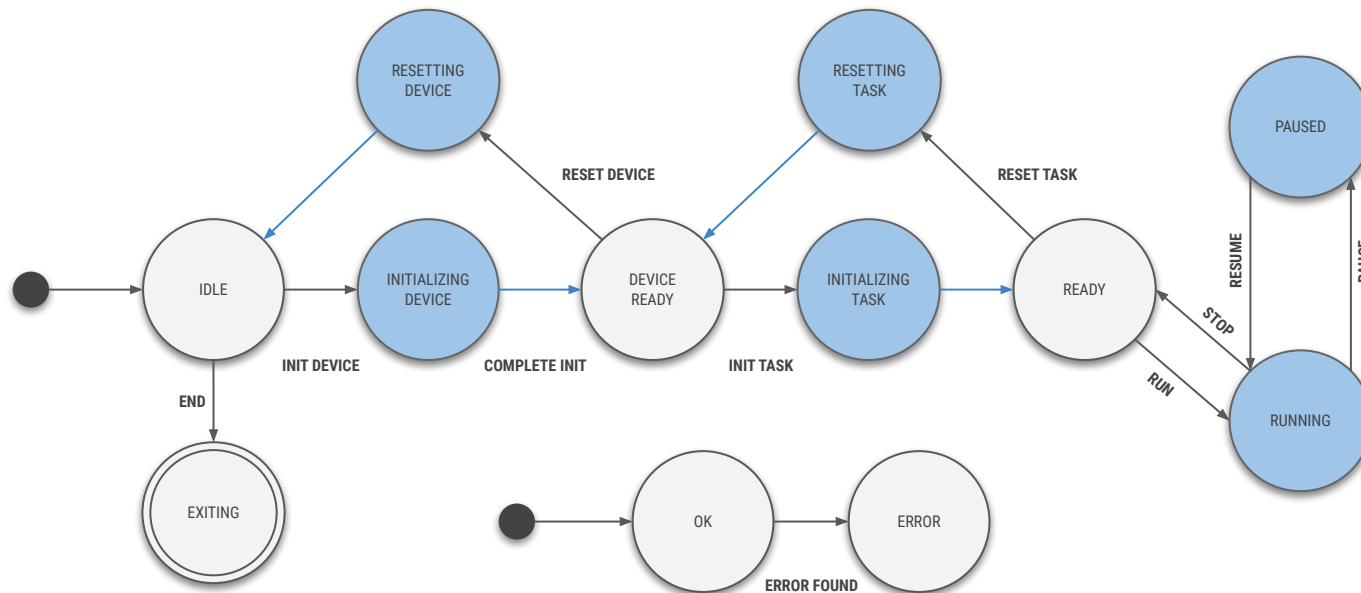 RESETTING
DEVICE
RESETTING
TASK
PAUSED
RESET DEVICE
RESET TASK
RESUME
PAUSE
IDLE
INITIALIZING
DEVICE
DEVICE
READY
INITIALIZING
TASK
READY
STOP
INIT DEVICE
COMPLETE INIT
INIT TASK
RUN
END
RUNNING
EXITING
OK
ERROR
ERROR FOUND